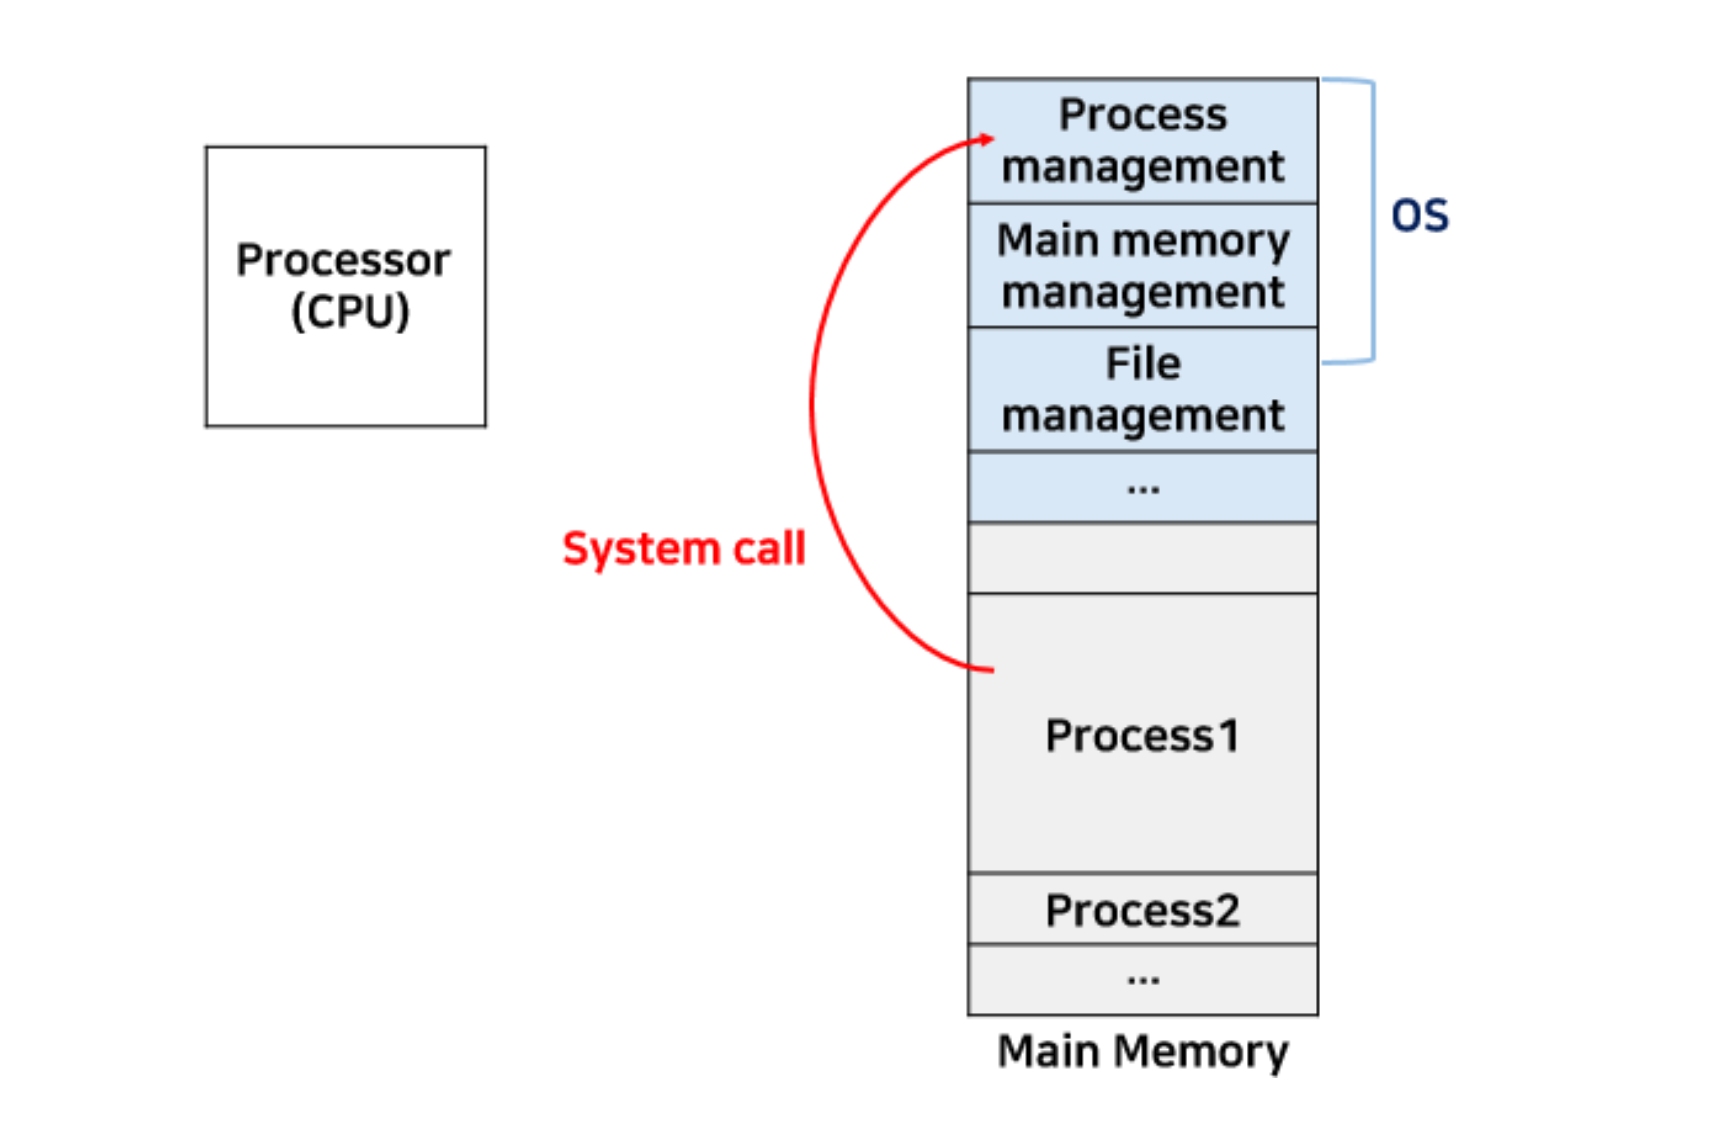 Processor
(CPU)
System call
Process
management
Main memory
management
File
management
...
Process1
Process2
...
Main Memory
OS